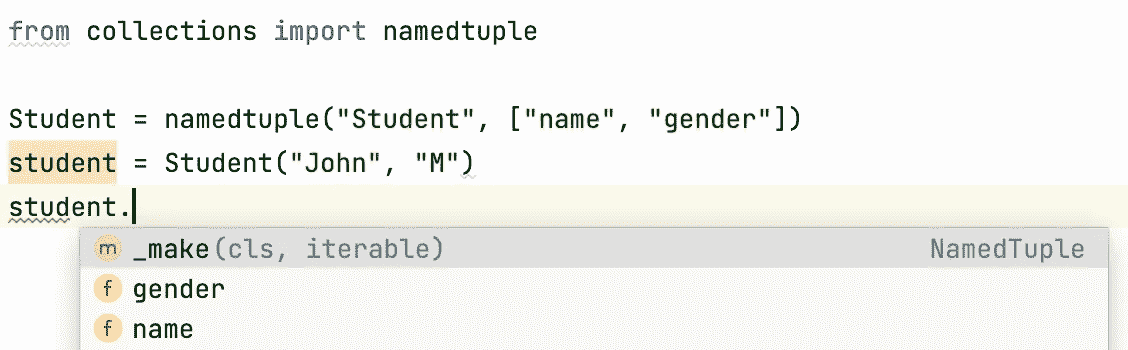 from collections import namedtuple
Student = namedtuple("Student", ["name", "gender"])
student = Student("John", "M")
student.
m _make(cls, iterable) NamedTuple
f gender
f name